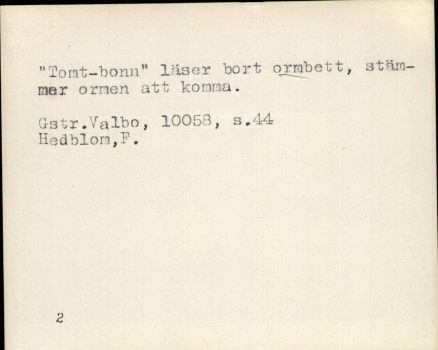 "Tomt-bonn" läser bort ormbett, stäm-
mer ormen att komma.
Gstr.Valbo, 10058, s.44
Hedblom,F.
2